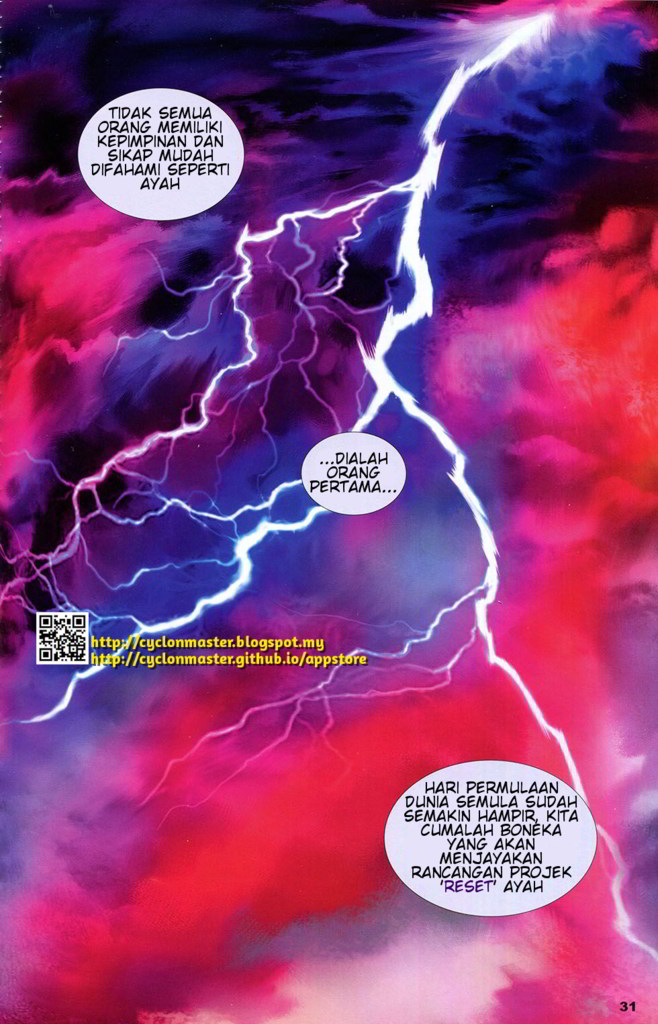 TIDAK SEMUA
ORANG MEMILIKI
KEPIMPINAN DAN
SIKAP MUDAH
DIFAHAMI SEPERTI
AYAH
...DIALAH
ORANG
PERTAMA...
http://cyclonmaster.blogspot.my
http://cyclonmaster.github.io/appstore
HARI PERMULAAN
DUNIA SEMULA SUDAH
SEMAKIN HAMPIR, KITA
CUMALAH BONEKA
YANG AKAN
MENJAYAKAN
RANCANGAN PROJEK
'RESET' AYAH
31